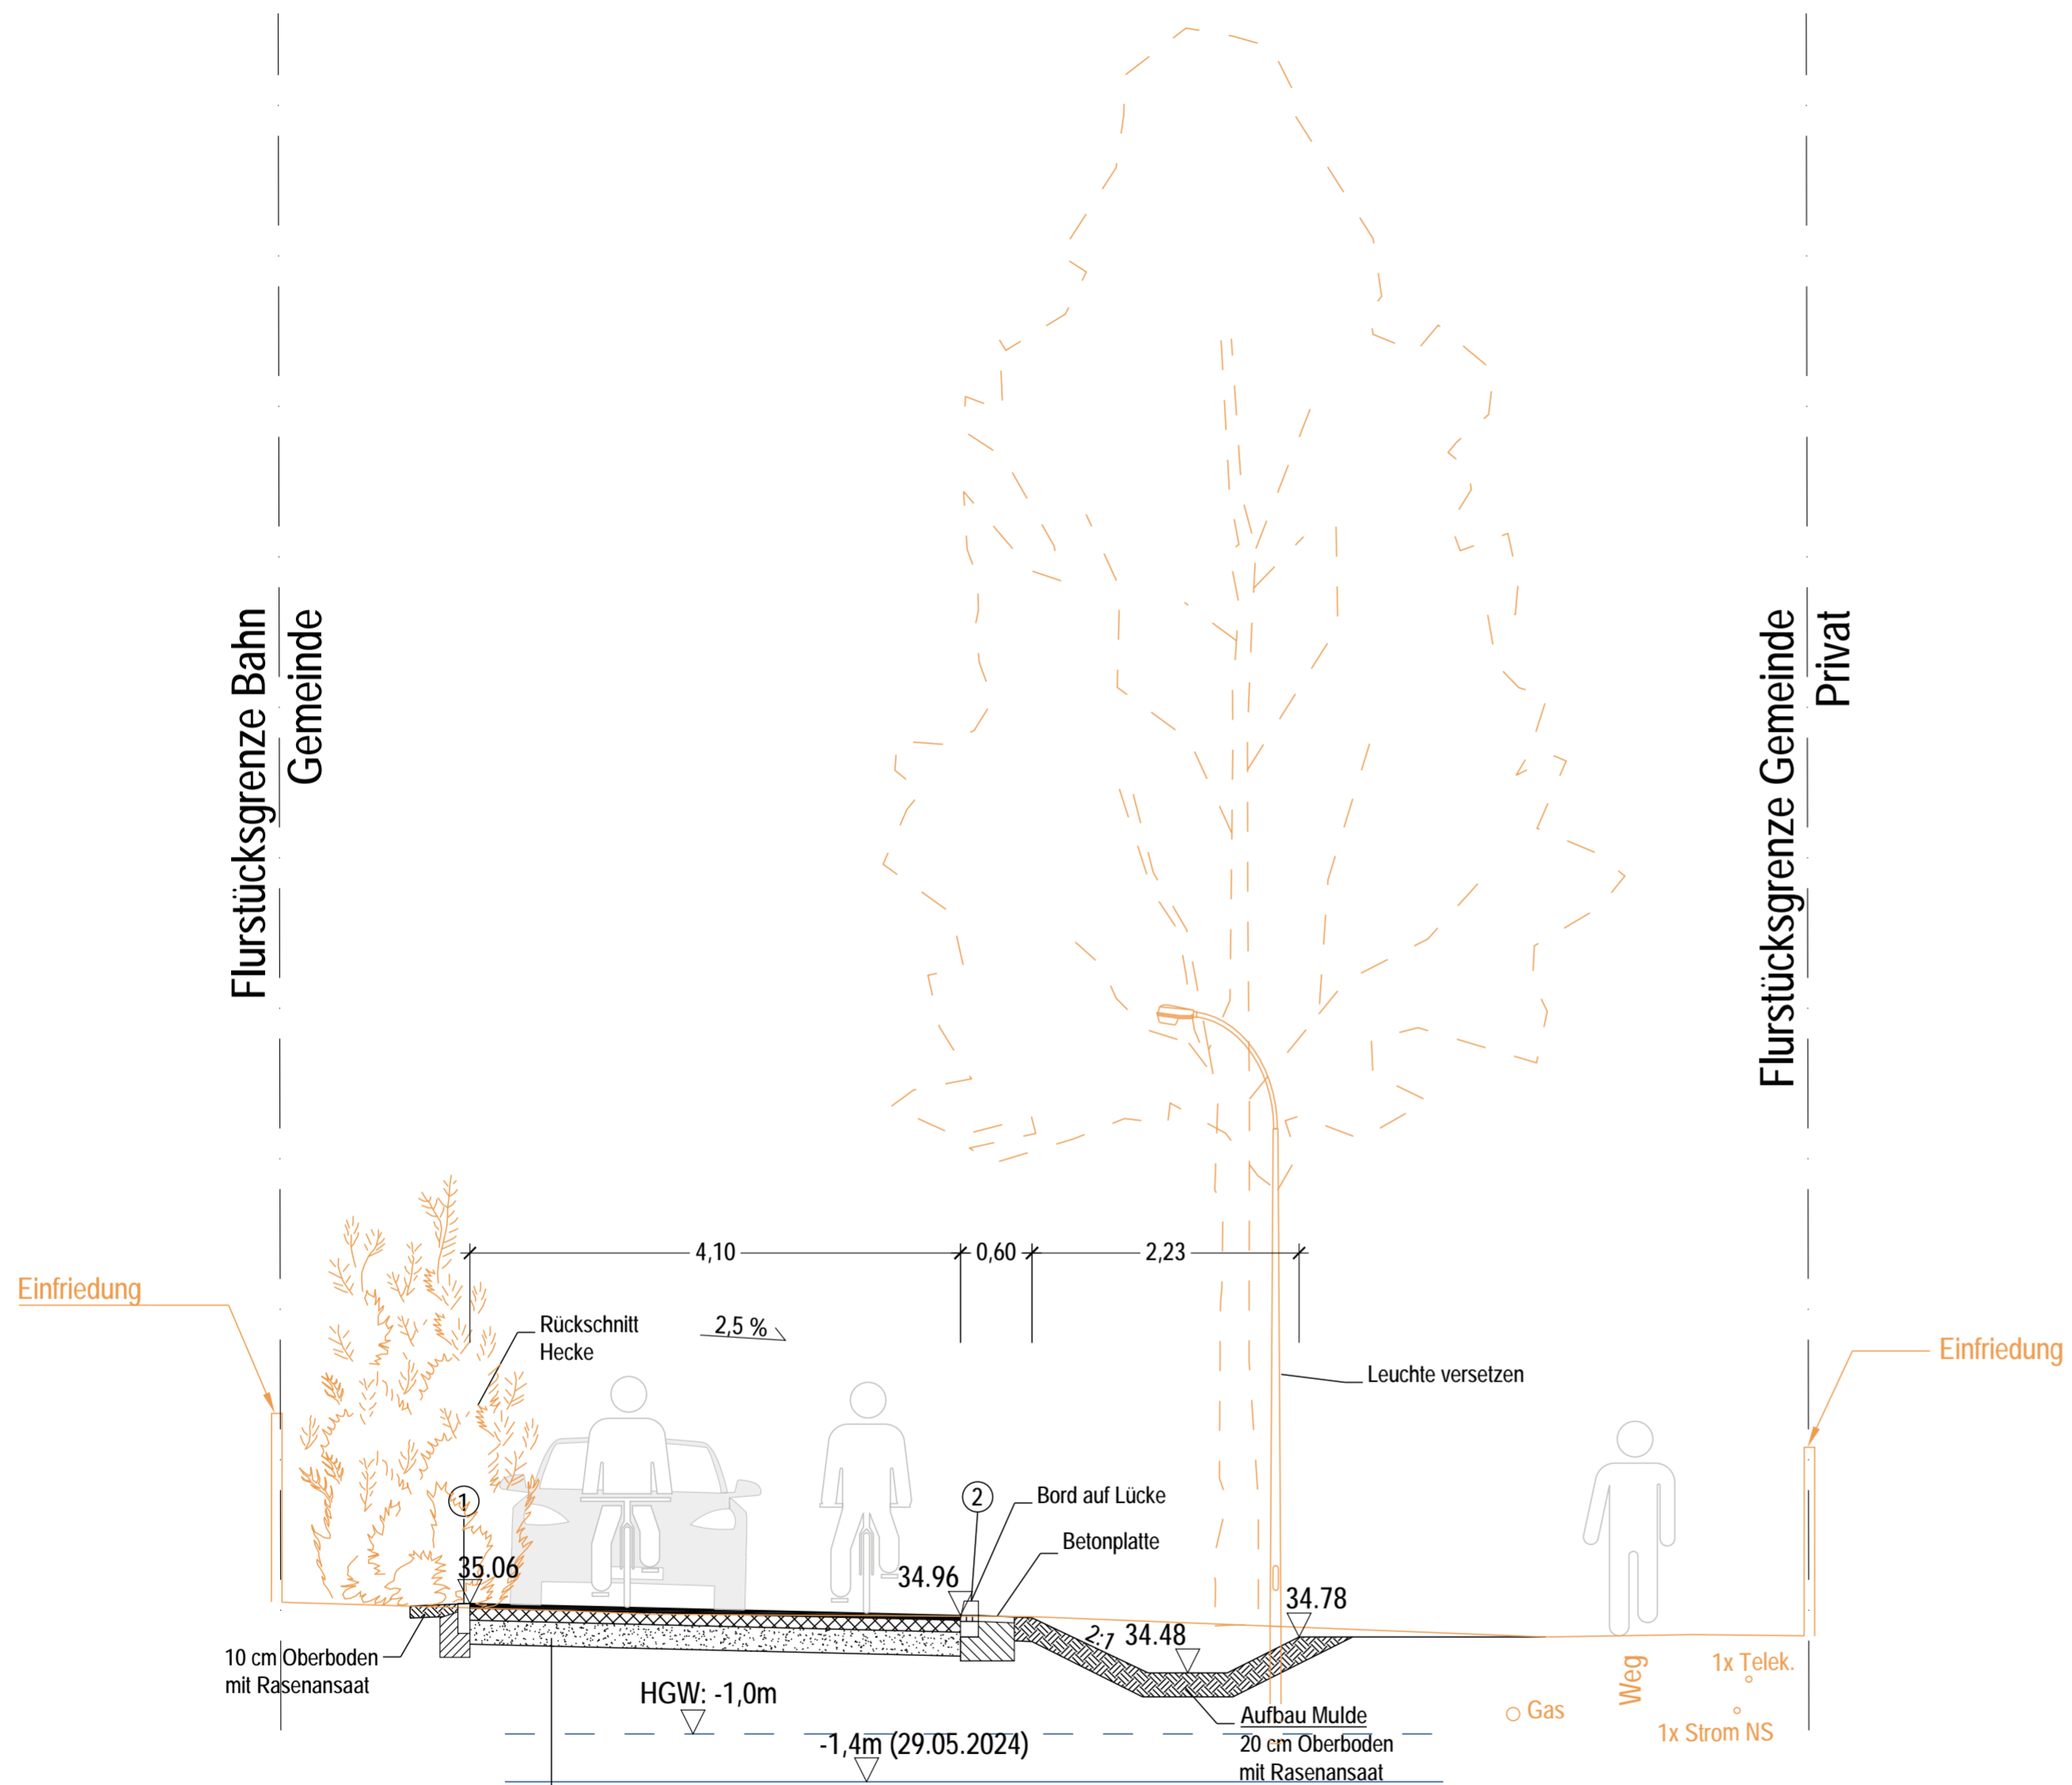 Flurstücksgrenze Bahn
Gemeinde
Flurstücksgrenze Gemeinde
Privat
4,10
0,60
2,23
Einfriedung
Rückschnitt
Hecke
2,5 %
Einfriedung
Leuchte versetzen
1
2
Bord auf Lücke
Betonplatte
35.06
34.96
34.78
2:1
34.48
10 cm Oberboden
mit Rasenansaat
HGW: -1,0m
-1,4m (29.05.2024)
Aufbau Mulde
20 cm Oberboden
mit Rasenansaat
Gas
Weg
1x Telek.
1x Strom NS